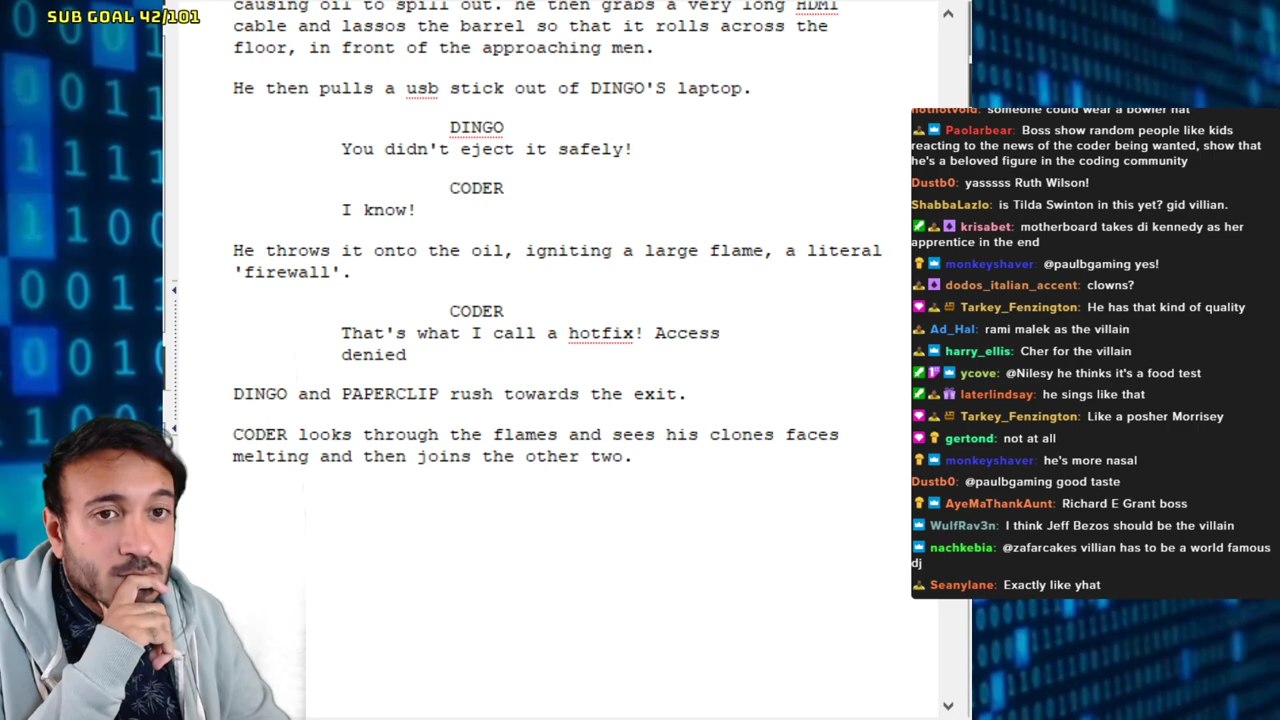 SUB GOAL 42/101
causing oil to spill out. he then grabs a very long HDMI
cable and lassos the barrel so that it rolls across the
floor, in front of the approaching men.
He then pulls a usb stick out of DINGO'S laptop.
DINGO
You didn't eject it safely!
CODER
I know!
He throws it onto the oil, igniting a large flame, a literal
'firewall'.
CODER
That's what I call a hotfix! Access
denied
DINGO and PAPERCLIP rush towards the exit.
CODER looks through the flames and sees his clones faces
melting and then joins the other two.
someone could wear a bowler hat
Paolarbear: Boss show random people like kids
reacting to the news of the coder being wanted, show that
he's a beloved figure in the coding community
Dustb0: yasssss Ruth Wilson!
ShabbaLazlo: is Tilda Swinton in this yet? gid villian.
krisabet: motherboard takes di kennedy as her
apprentice in the end
monkeyshaver: @paulbgaming yes!
dodos_italian_accent: clowns?
Tarkey_Fenzington: He has that kind of quality
Ad_Hal: rami malek as the villain
harry_ellis: Cher for the villain
ycove: @Nilesy he thinks it's a food test
laterlindsay: he sings like that
Tarkey_Fenzington: Like a posher Morrisey
gertond: not at all
monkeyshaver: he's more nasal
Dustb0: @paulbgaming good taste
AyeMaThankAunt: Richard E Grant boss
WulfRav3n: I think Jeff Bezos should be the villain
nachkebia: @zafarcakes villian has to be a world famous
dj
Seanylane: Exactly like yhat